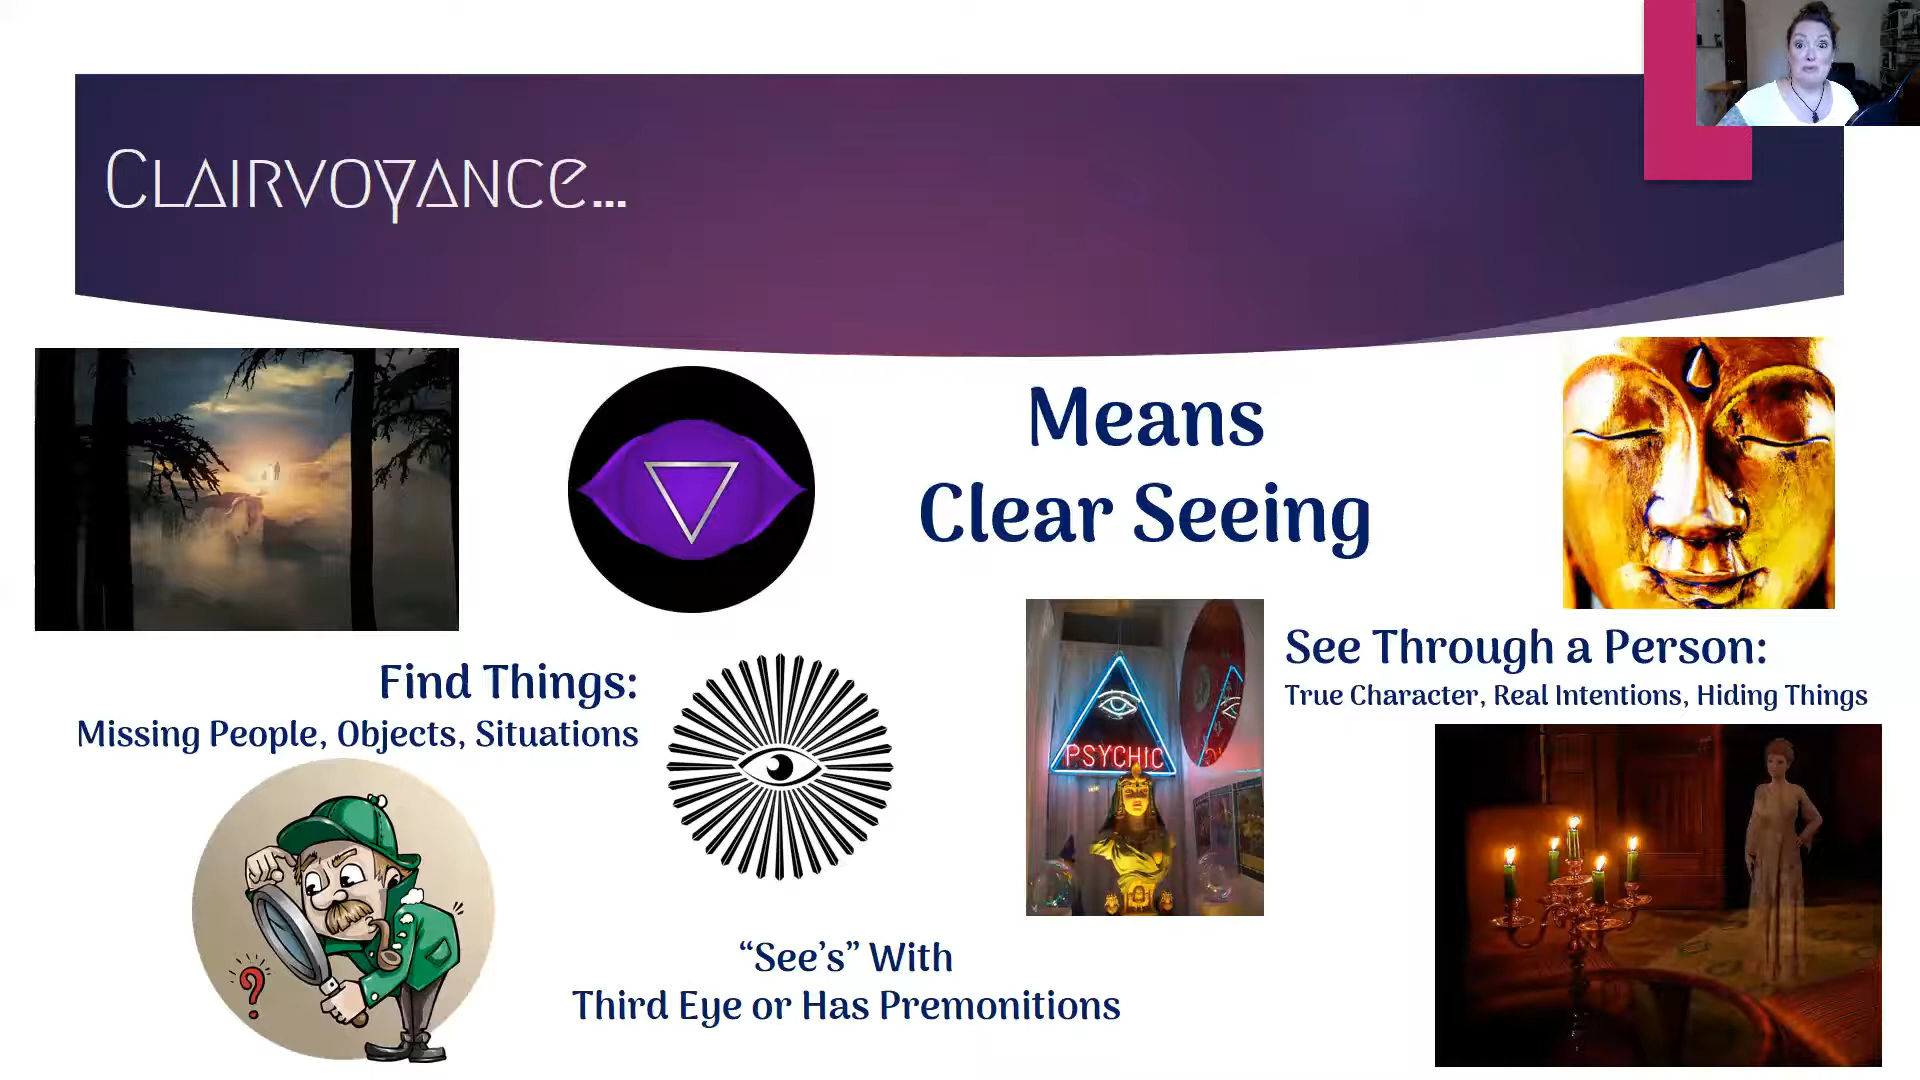 Clairvoyance...
Means
Clear Seeing
See Through a Person:
True Character, Real Intentions, Hiding Things
Find Things:
Missing People, Objects, Situations
PSYCHIC
?
“See’s” With
Third Eye or Has Premonitions